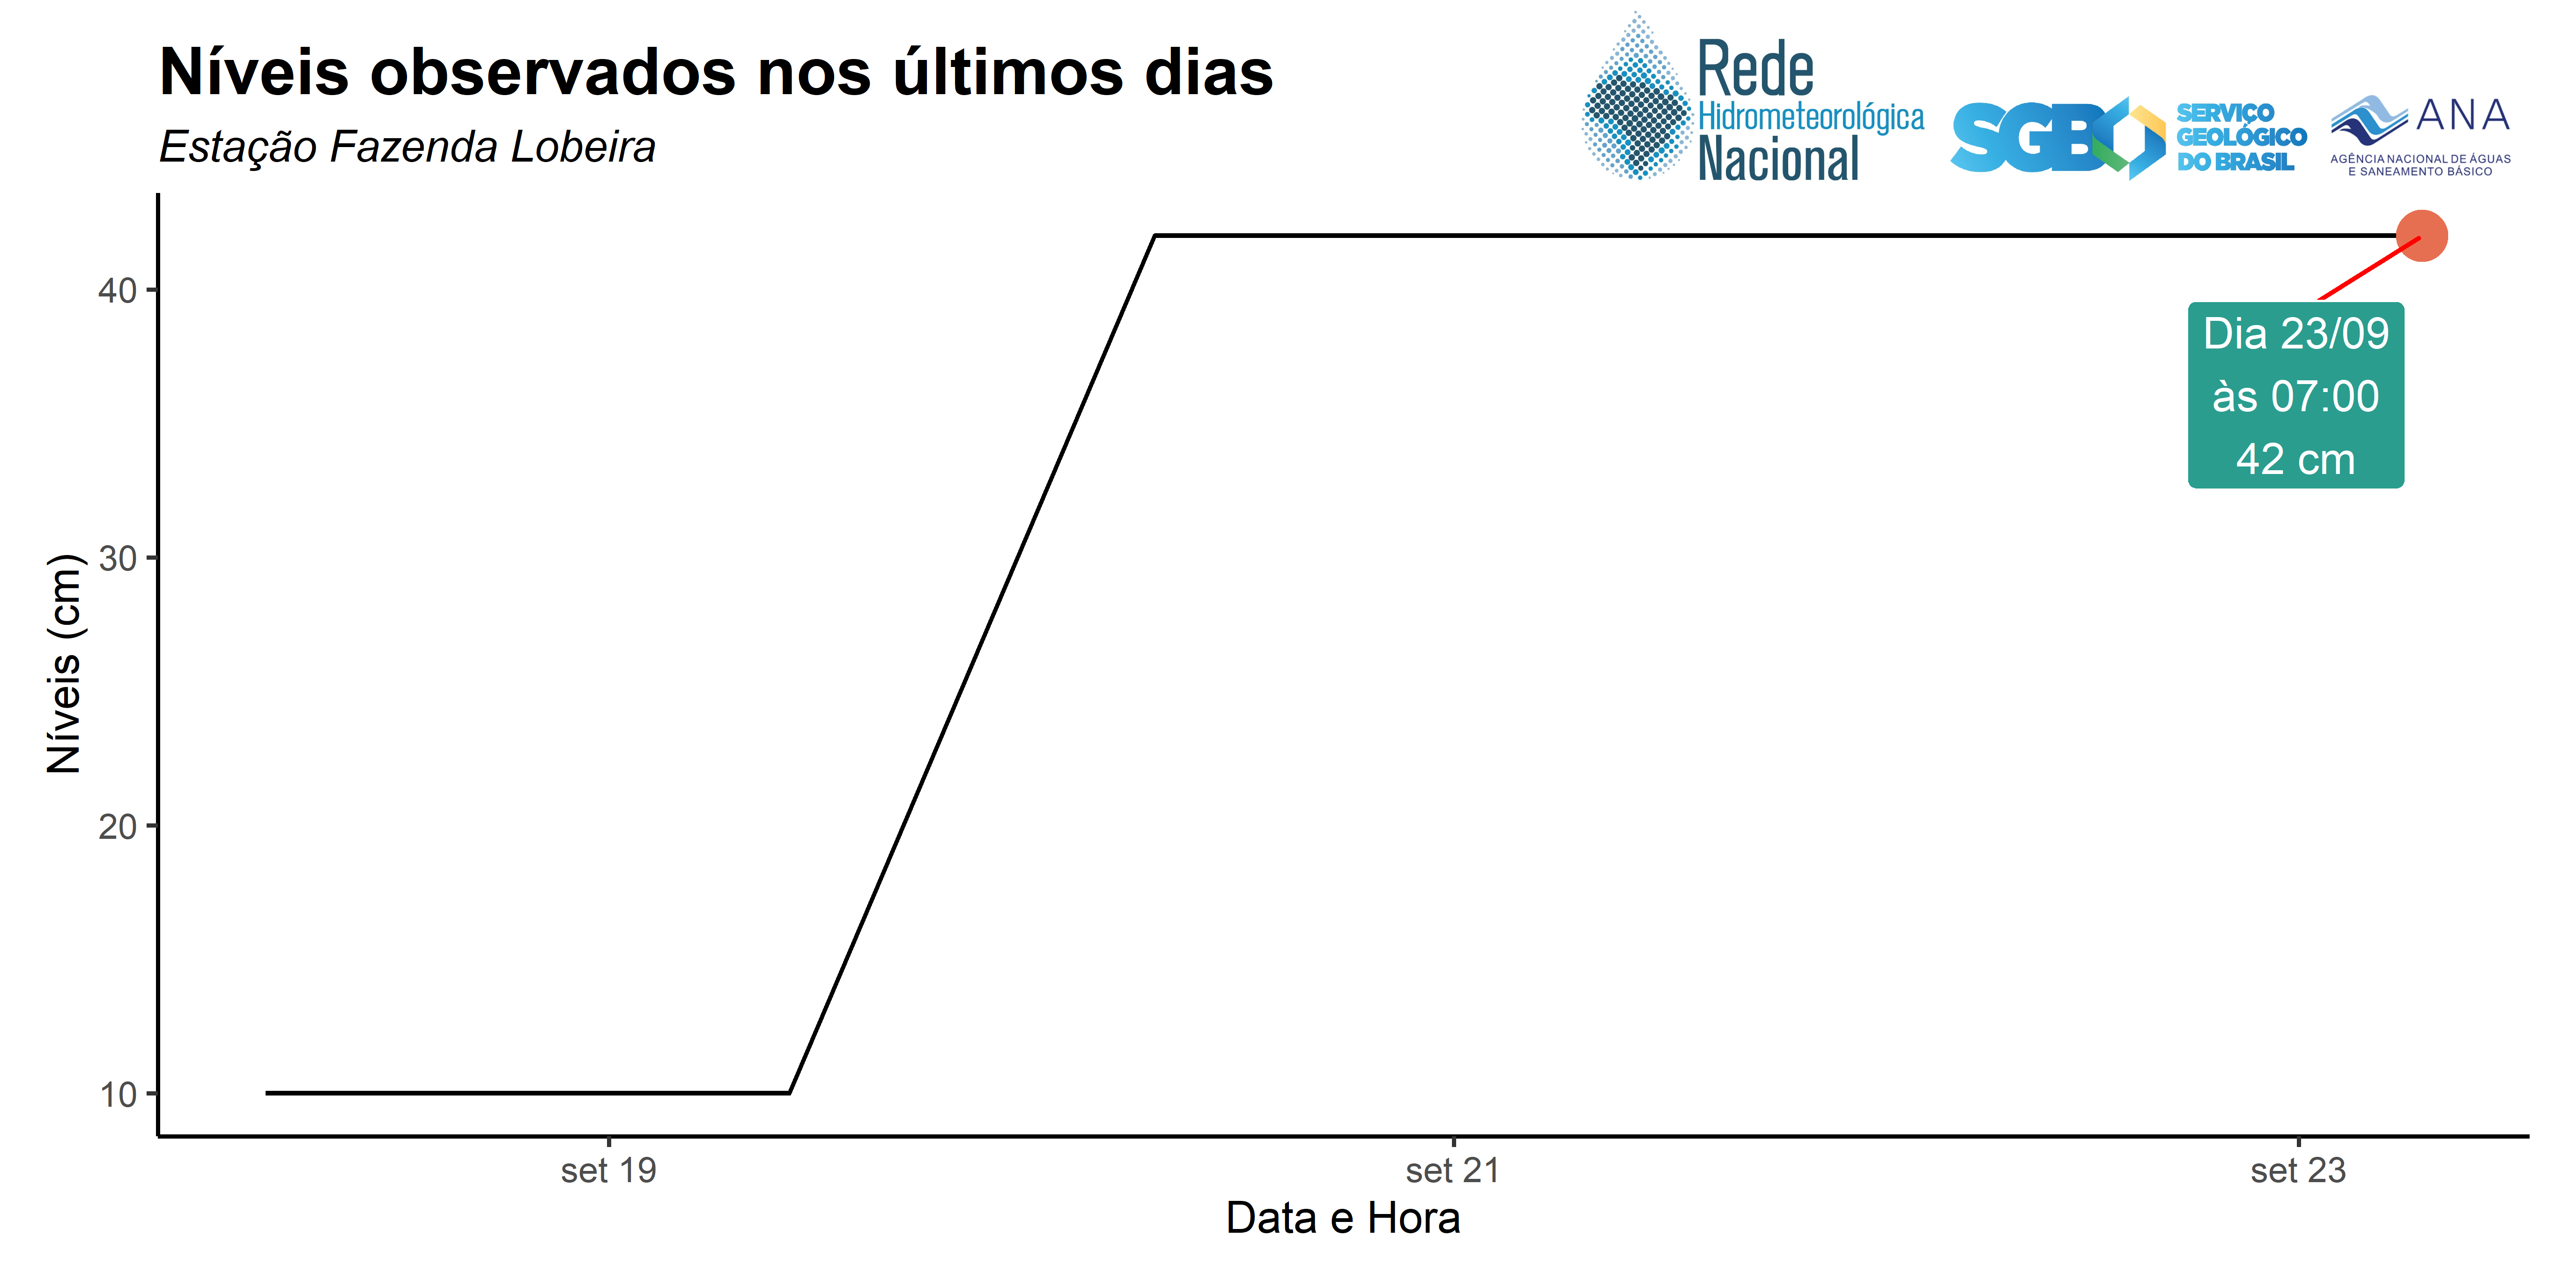 Níveis observados nos últimos dias
Estação Fazenda Lobeira
Rede
Hidrometeorológica
Nacional
SGB
SERVIÇO
GEOLÓGICO
DO BRASIL
ANA
AGÊNCIA NACIONAL DE ÁGUAS
E SANEAMENTO BÁSICO
Níveis (cm)
40
30
20
10
Dia 23/09
às 07:00
42 cm
set 19
set 21
set 23
Data e Hora